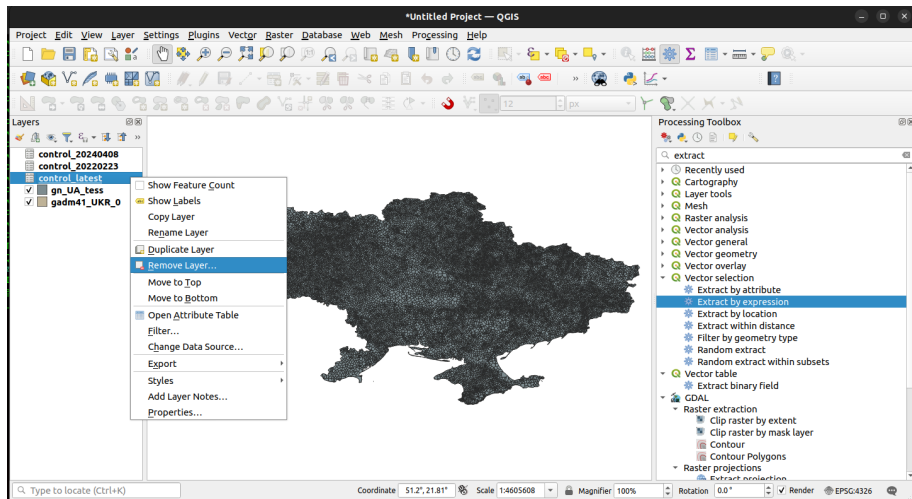 *Untitled Project — QGIS
Project Edit View Layer Settings Plugins Vector Raster Database Web Mesh Processing Help
abc
»
12
px
Layers
»
control_20240408
control_20220223
control_latest
gn_UA_tess
gadm41_UKR_0
Show Feature Count
Show Labels
Copy Layer
Rename Layer
Duplicate Layer
Remove Layer...
Move to Top
Move to Bottom
Open Attribute Table
Filter...
Change Data Source...
Export
Styles
Add Layer Notes...
Properties...
Processing Toolbox
extract
Recently used
Cartography
Layer tools
Mesh
Raster analysis
Vector analysis
Vector general
Vector geometry
Vector overlay
Vector selection
Extract by attribute
Extract by expression
Extract by location
Extract within distance
Filter by geometry type
Random extract
Random extract within subsets
Vector table
Extract binary field
GDAL
Raster extraction
Clip raster by extent
Clip raster by mask layer
Contour
Contour Polygons
Raster projections
Extract projection
Type to locate (Ctrl+K)
Coordinate 51.2°, 21.81° Scale 1:4605608 Magnifier 100% Rotation 0.0° Render EPSG:4326